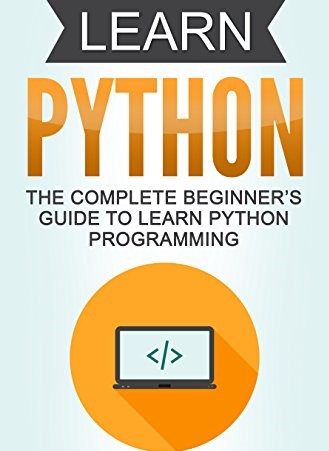 LEARN
PYTHON
THE COMPLETE BEGINNER'S
GUIDE TO LEARN PYTHON
PROGRAMMING
</>